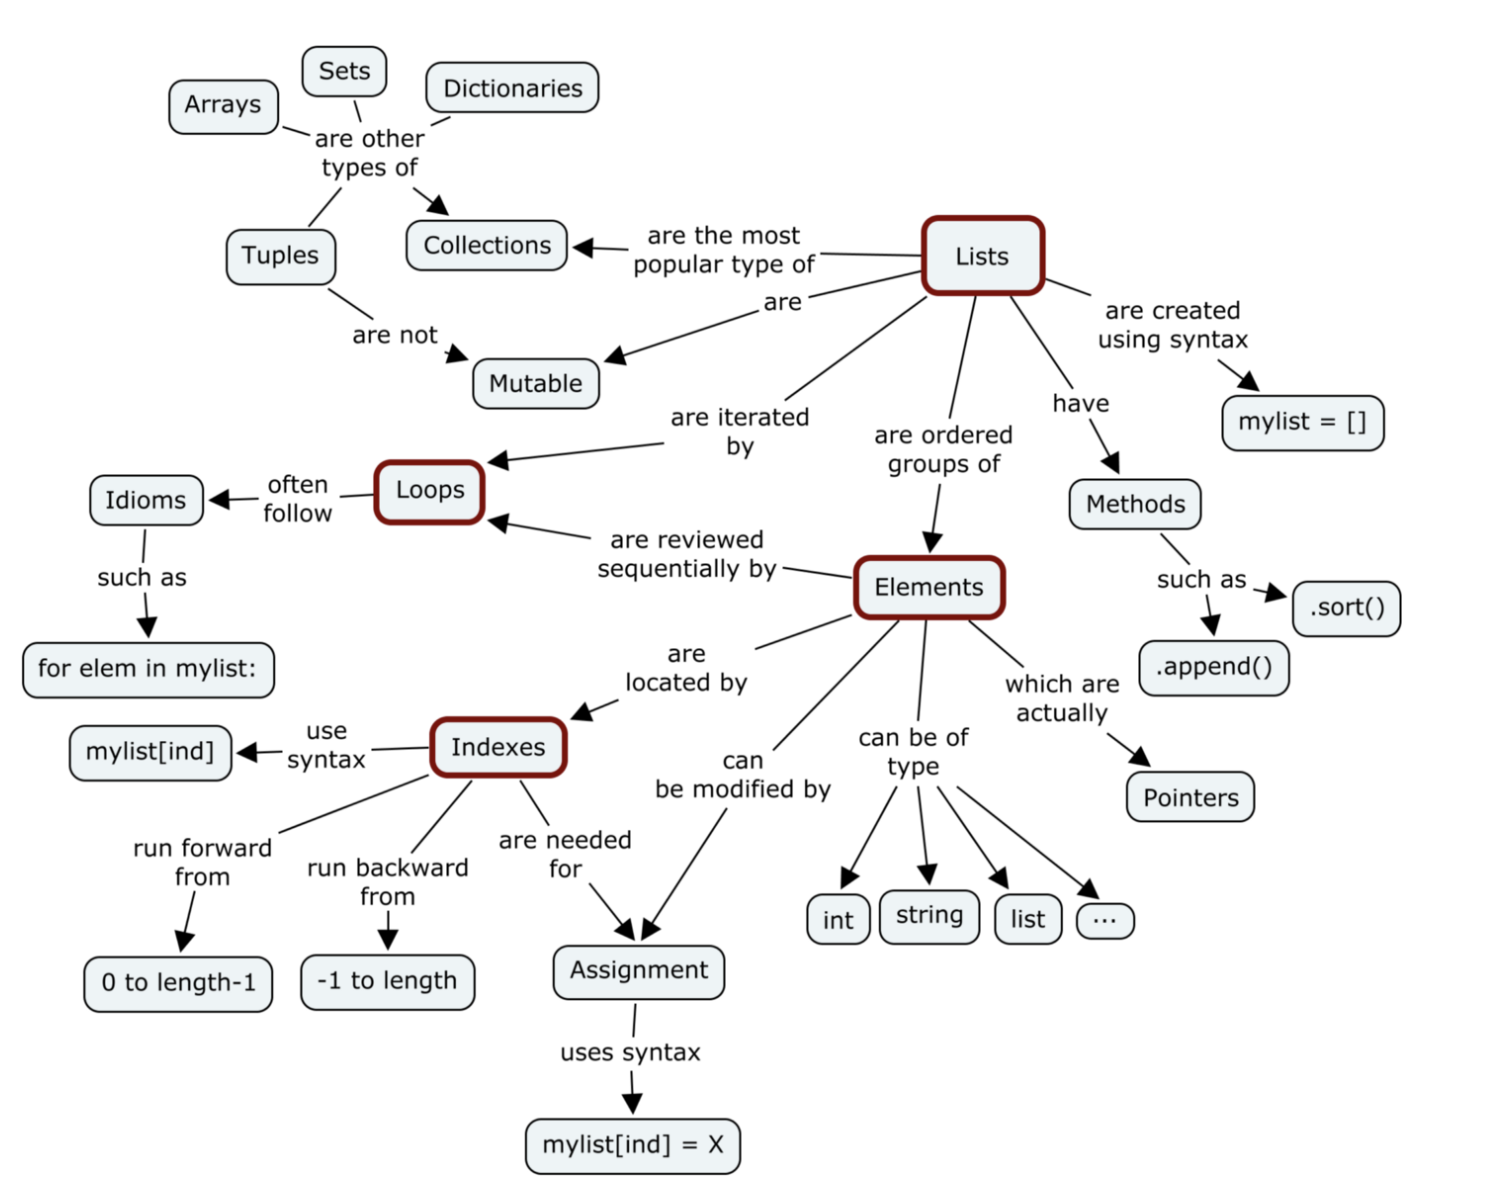 Sets
Dictionaries
Arrays
are other
types of
Tuples
Collections
are the most
popular type of
Lists
are
are created
using syntax
are not
Mutable
mylist = []
have
are iterated
by
are ordered
groups of
Loops
often
follow
Idioms
Methods
are reviewed
sequentially by
such as
Elements
such as
.sort()
.append()
for elem in mylist:
are
located by
which are
actually
use
syntax
mylist[ind]
Indexes
can be of
type
can
be modified by
Pointers
run forward
from
run backward
from
are needed
for
int
string
list
...
0 to length-1
-1 to length
Assignment
uses syntax
mylist[ind] = X